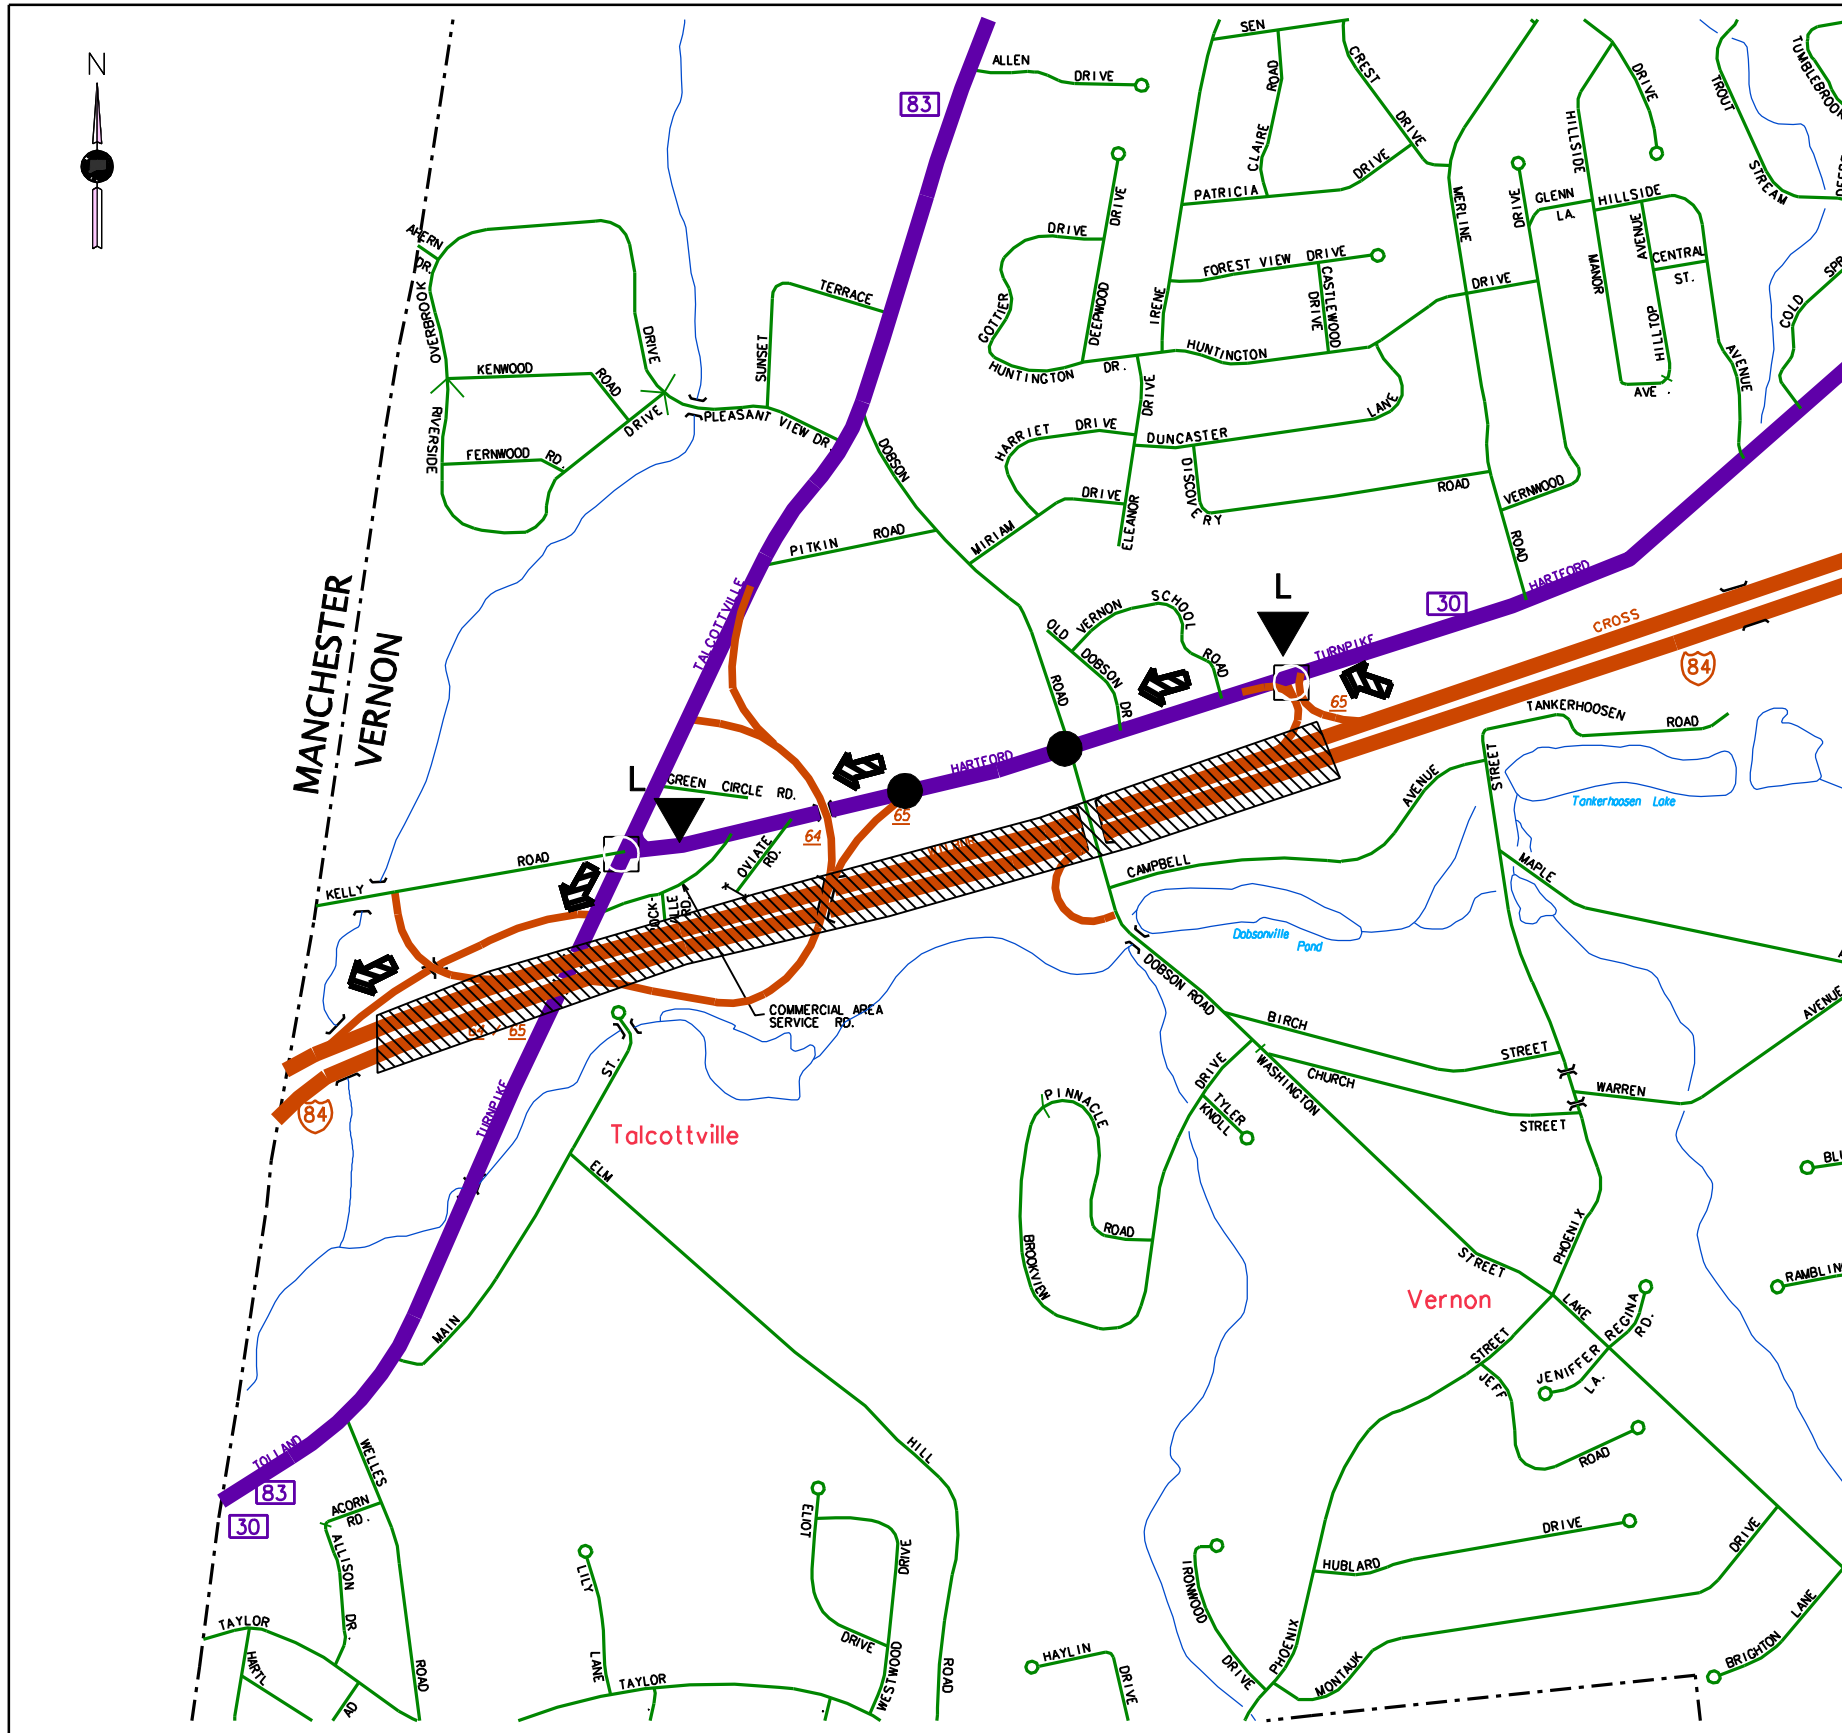 N
83
ALLEN
DRIVE
SEN
ROAD
CLAIRE
CREST
DRIVE
PATRICIA
DRIVE
DRIVE
HILLSIDE
TROUT
STREAM
TUMBLEBROOK
MERLINE
DRIVE
GLENN
LA.
HILLSIDE
AVENUE
CENTRAL
ST.
MANOR
HILLTOP
AVE.
AVENUE
COLD
SPR
AHERN
DR.
OVERBROOK
DRIVE
KENWOOD
ROAD
RIVERSIDE
FERNWOOD
RD.
DRIVE
SUNSET
TERRACE
PLEASANT VIEW DR.
DRIVE
DRIVE
GOTTIER
DEEPWOOD
IRENE
FOREST VIEW DRIVE
CASTLEWOOD
DRIVE
DRIVE
HUNTINGTON
DR.
HUNTINGTON
LANE
DRIVE
HARRIET
DRIVE
DUNCASTER
DISCOVERY
ROAD
VERNWOOD
ROAD
DOBSON
PITKIN
ROAD
MIRIAM
DRIVE
ELEANOR
MANCHESTER
VERNON
TALCOTTVILLE
OLD
VERNON
SCHOOL
ROAD
DOBSON
DR
ROAD
L
30
HARTFORD
TURNPIKE
CROSS
84
65
TANKERHOOSEN
ROAD
STREET
Tankerhoosen Lake
L
GREEN CIRCLE RD.
HARTFORD
64
65
OVIATE
RD.
KELLY
ROAD
AVENUE
CAMPBELL
MAPLE
Dobsonville
Pond
DOBSON ROAD
COMMERCIAL AREA
SERVICE RD.
65
84
TURNPIKE
ST.
Talcottville
ELM
MAIN
BIRCH
STREET
CHURCH
STREET
WARREN
AVENUE
DRIVE
WASHINGTON
TYLER
KNOLL
PINNACLE
ROAD
BROOKVIEW
STREET
PHOENIX
Vernon
LAKE
REGINA
RD.
JENIFFER
LA.
STREET
JEFF
ROAD
RAMBLIN
HILL
TOLLAND
83
30
WELLES
ACORN
RD.
ALLISON
DR.
TAYLOR
HARTL
AD
ROAD
LILY
LANE
TAYLOR
ELIOT
DRIVE
DRIVE
WESTWOOD
ROAD
HAYLIN
DRIVE
IRONWOOD
DRIVE
PHOENIX
HUBLARD
DRIVE
MONTAUK
DRIVE
BRIGHTON
LANE